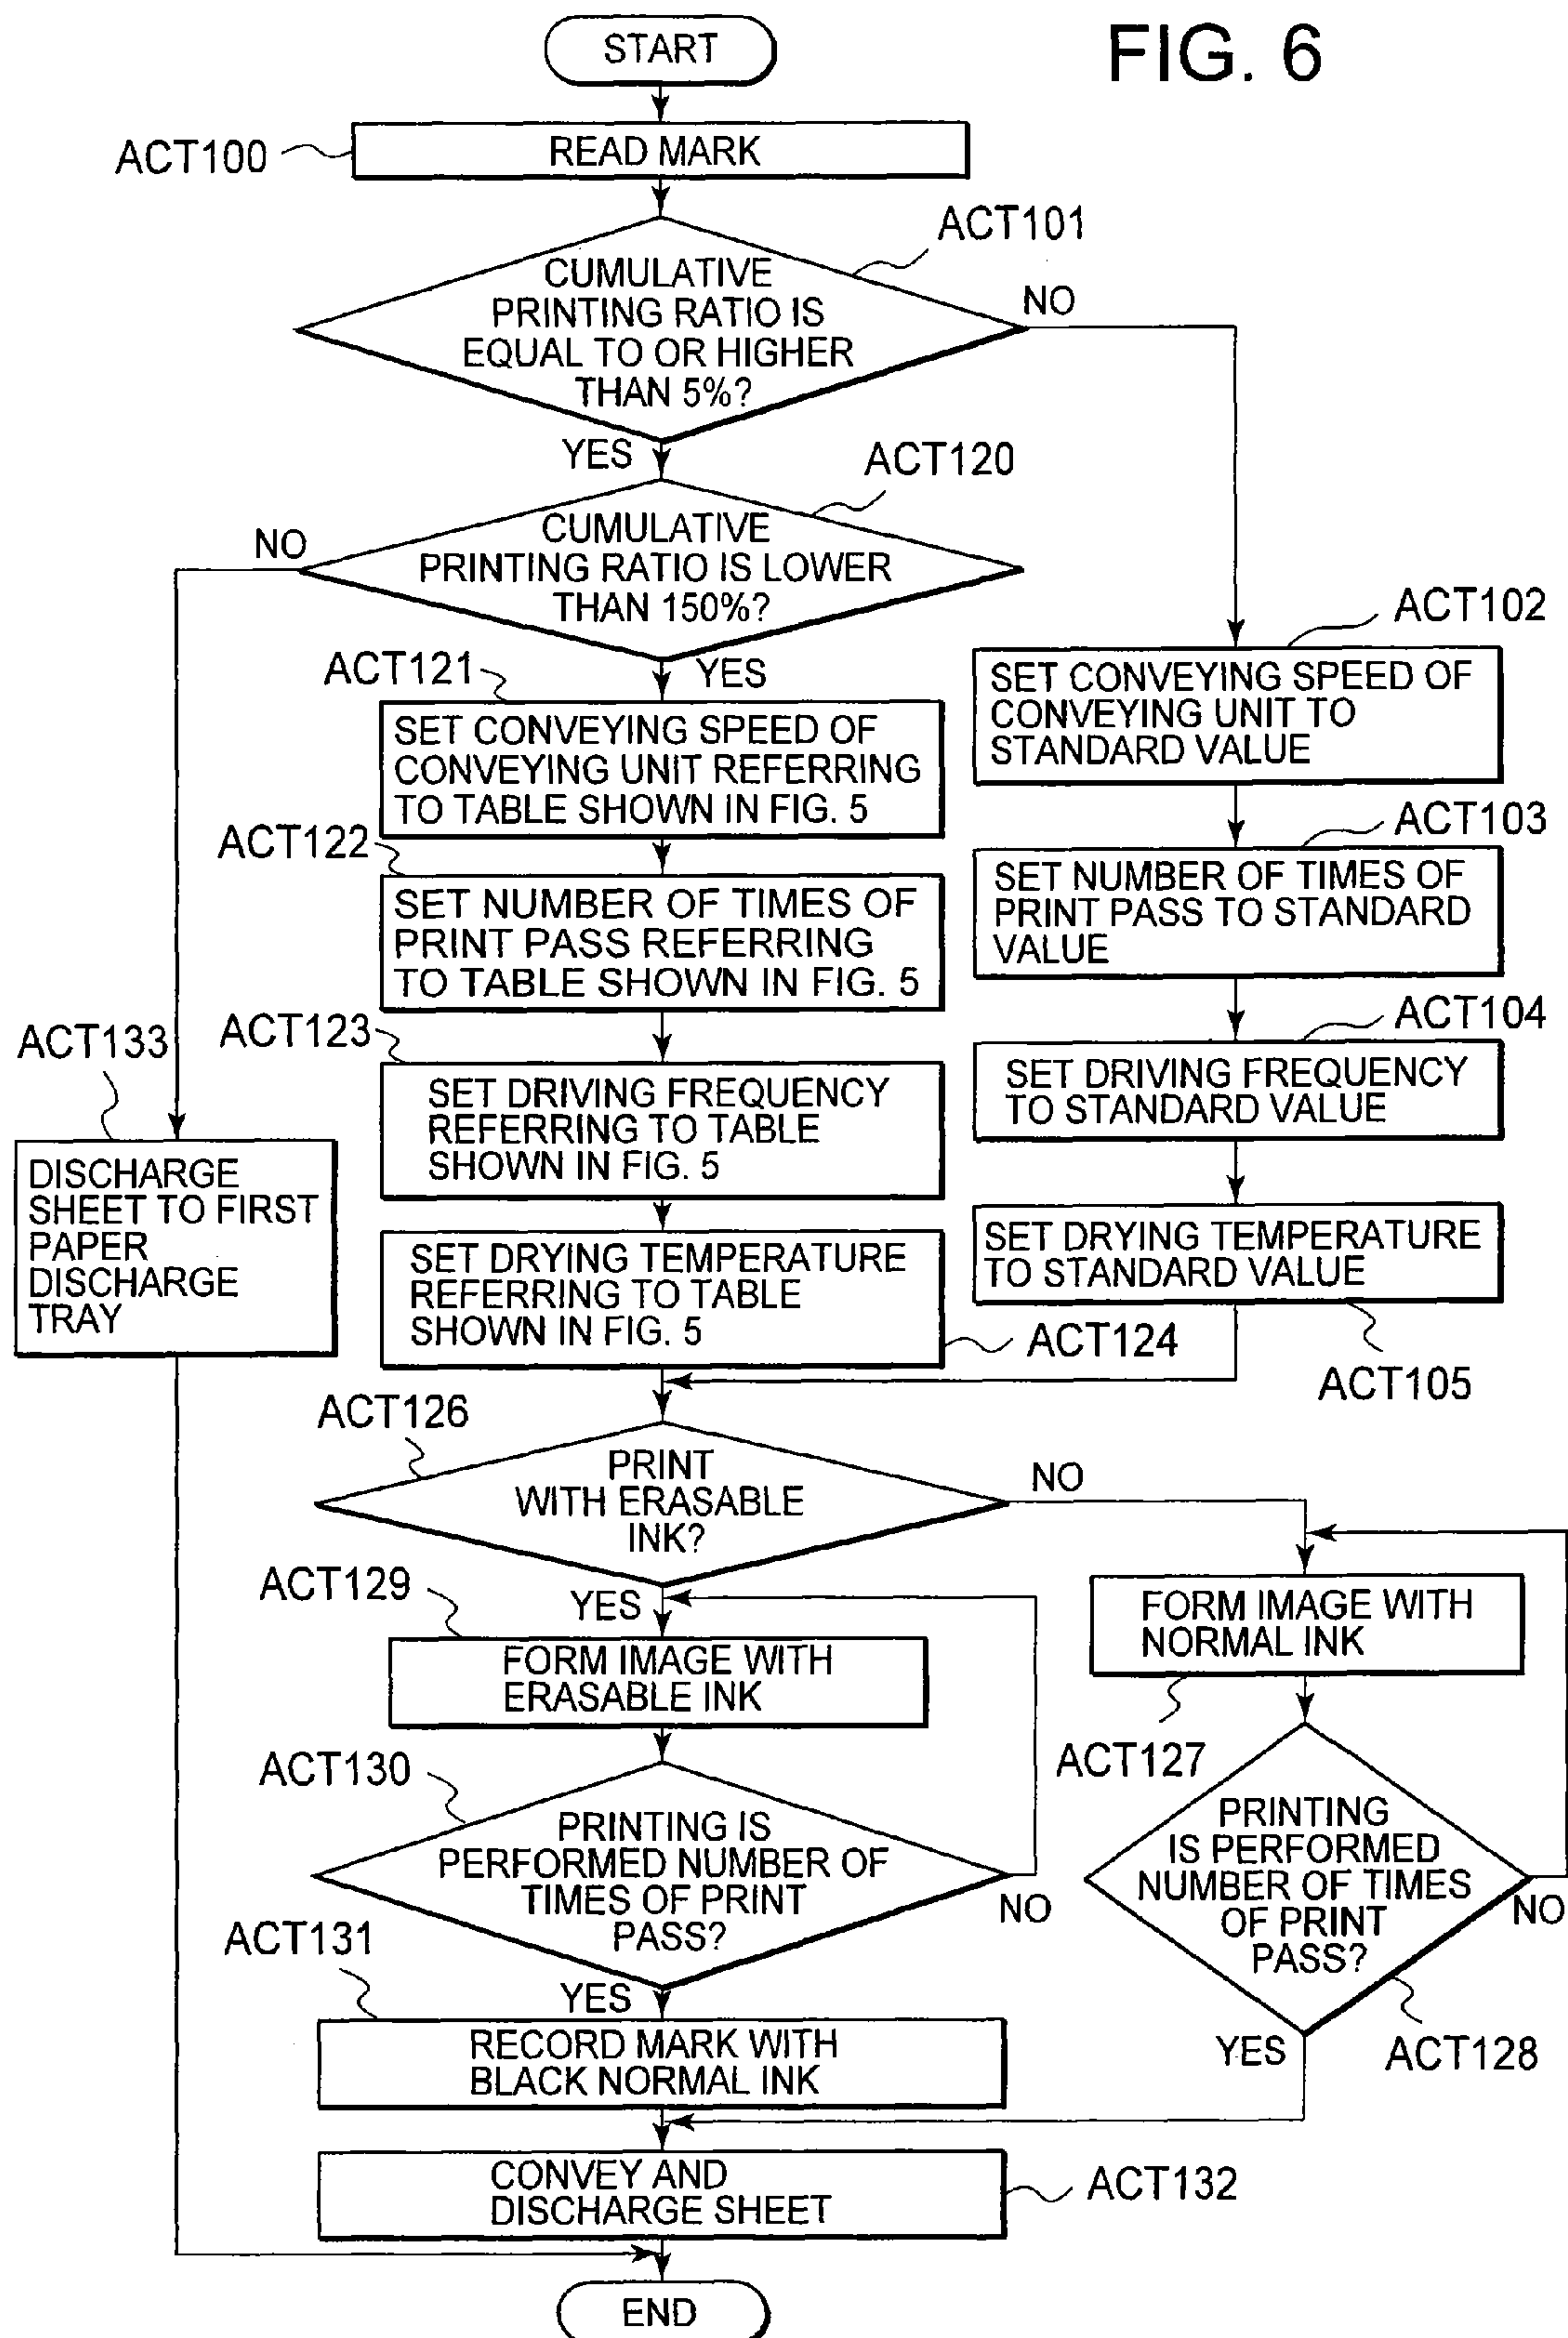 FIG. 6
START
ACT100
READ MARK
ACT101
CUMULATIVE
PRINTING RATIO IS
EQUAL TO OR HIGHER
THAN 5%?
NO
YES
ACT120
CUMULATIVE
PRINTING RATIO IS LOWER
THAN 150%?
NO
YES
ACT102
SET CONVEYING SPEED OF
CONVEYING UNIT TO
STANDARD VALUE
ACT121
SET CONVEYING SPEED OF
CONVEYING UNIT REFERRING
TO TABLE SHOWN IN FIG. 5
ACT103
SET NUMBER OF TIMES OF
PRINT PASS TO STANDARD
VALUE
ACT122
SET NUMBER OF TIMES OF
PRINT PASS REFERRING
TO TABLE SHOWN IN FIG. 5
ACT104
SET DRIVING FREQUENCY
TO STANDARD VALUE
ACT123
SET DRIVING FREQUENCY
REFERRING TO TABLE
SHOWN IN FIG. 5
ACT133
DISCHARGE
SHEET TO FIRST
PAPER
DISCHARGE
TRAY
SET DRYING TEMPERATURE
REFERRING TO TABLE
SHOWN IN FIG. 5
ACT124
SET DRYING TEMPERATURE
TO STANDARD VALUE
ACT105
ACT126
PRINT
WITH ERASABLE
INK?
NO
YES
ACT129
FORM IMAGE WITH
ERASABLE INK
FORM IMAGE WITH
NORMAL INK
ACT127
ACT130
PRINTING IS
PERFORMED NUMBER OF
TIMES OF PRINT
PASS?
NO
YES
PRINTING
IS PERFORMED
NUMBER OF TIMES
OF PRINT
PASS?
NO
YES
ACT128
ACT131
RECORD MARK WITH
BLACK NORMAL INK
CONVEY AND
DISCHARGE SHEET
ACT132
END